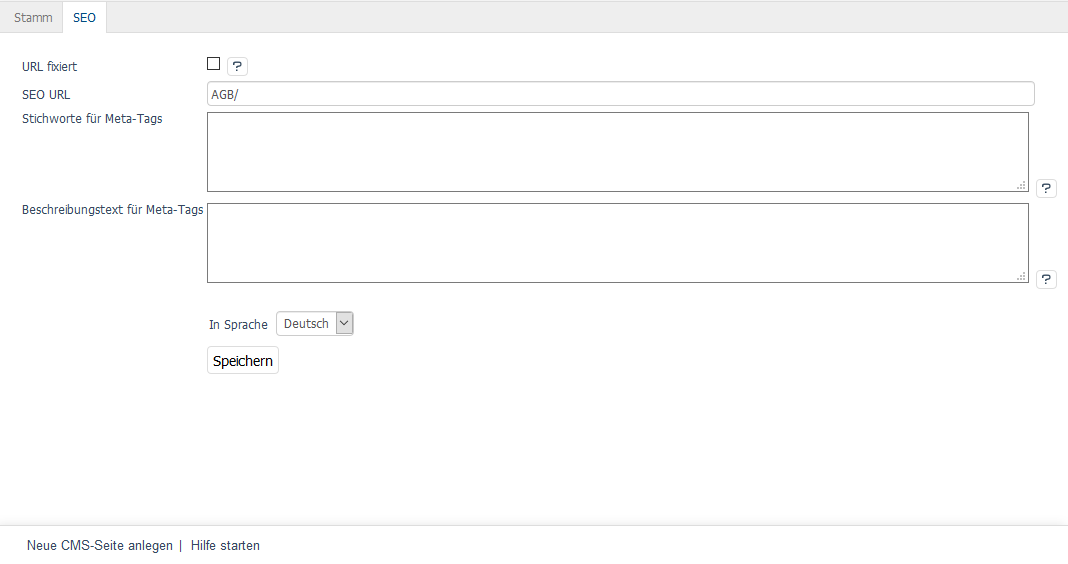 Stamm SEO
URL fixiert ?
SEO URL AGB/
Stichworte für Meta-Tags
?
Beschreibungstext für Meta-Tags
?
In Sprache Deutsch
Speichern
Neue CMS-Seite anlegen | Hilfe starten